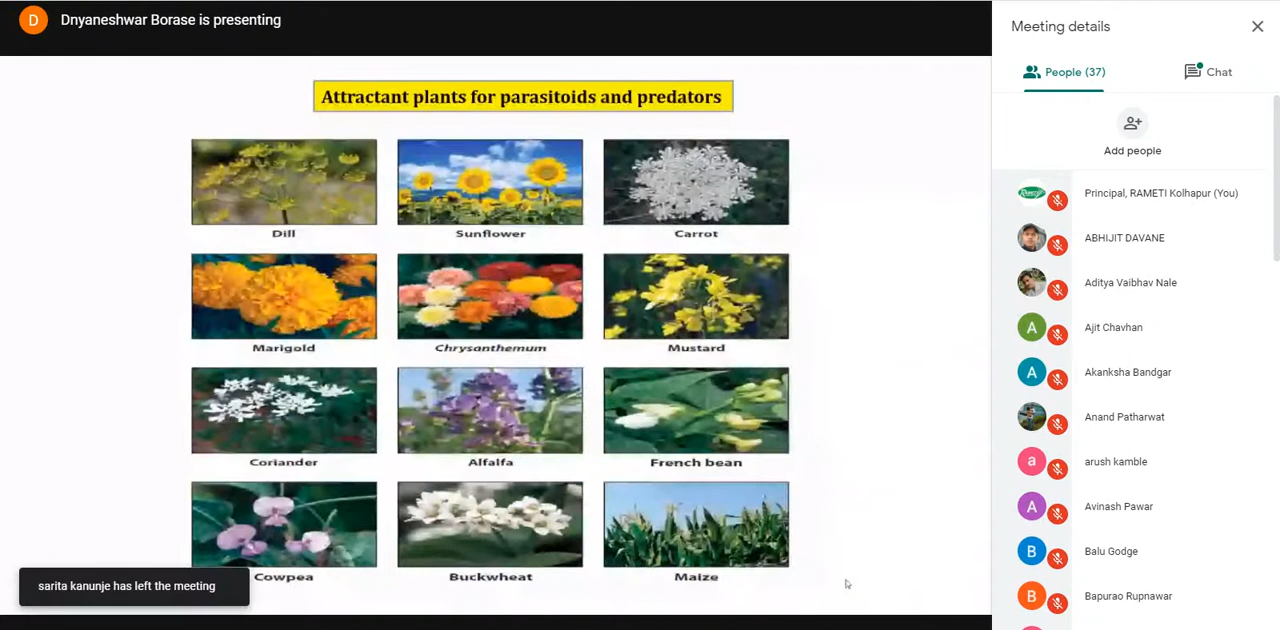 D
Dnyaneshwar Borase is presenting
Attractant plants for parasitoids and predators
Dill
Sunflower
Carrot
Marigold
Chrysanthemum
Mustard
Coriander
Alfalfa
French bean
Cowpea
Buckwheat
Maize
sarita kanunje has left the meeting
Meeting details
People (37)
Chat
Add people
Principal, RAMETI Kolhapur (You)
ABHIJIT DAVANE
Aditya Vaibhav Nale
A
Ajit Chavhan
A
Akanksha Bandgar
Anand Patharwat
a
arush kamble
A
Avinash Pawar
B
Balu Godge
B
Bapurao Rupnawar